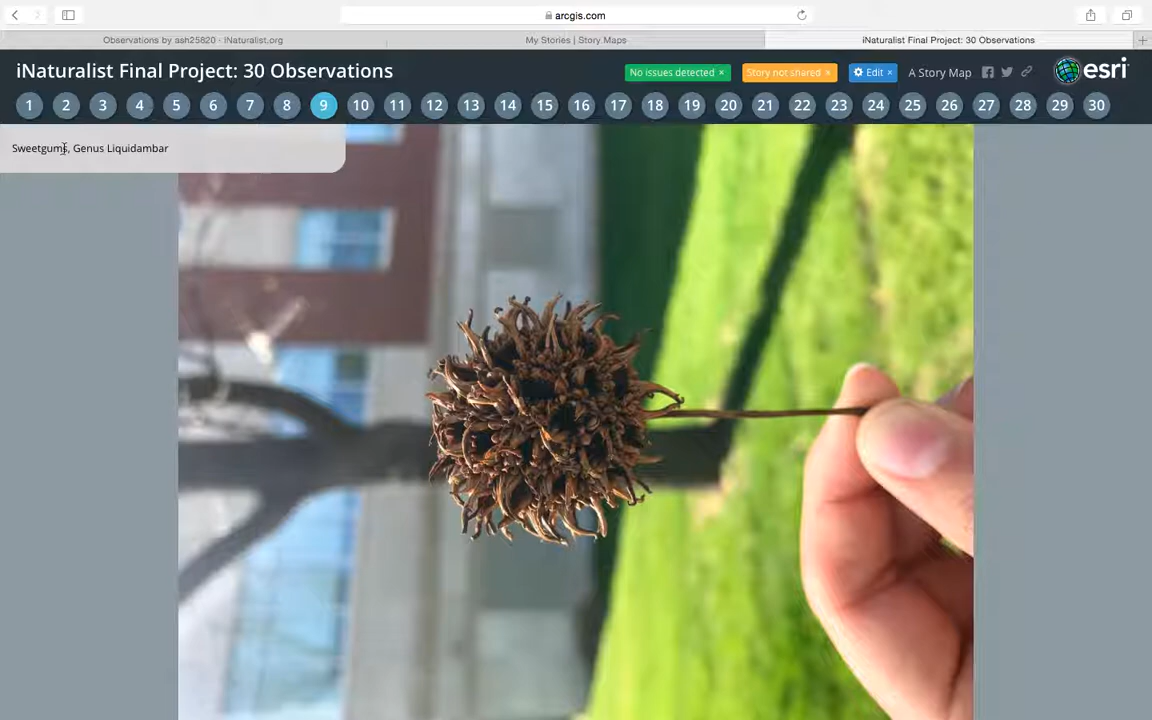 arcgis.com
Observations by ash25820 - iNaturalist.org
My Stories | Story Maps
iNaturalist Final Project: 30 Observations
iNaturalist Final Project: 30 Observations
No issues detected ×
Story not shared ×
Edit ×
A Story Map
esri
1 2 3 4 5 6 7 8 9 10 11 12 13 14 15 16 17 18 19 20 21 22 23 24 25 26 27 28 29 30
Sweetgums, Genus Liquidambar